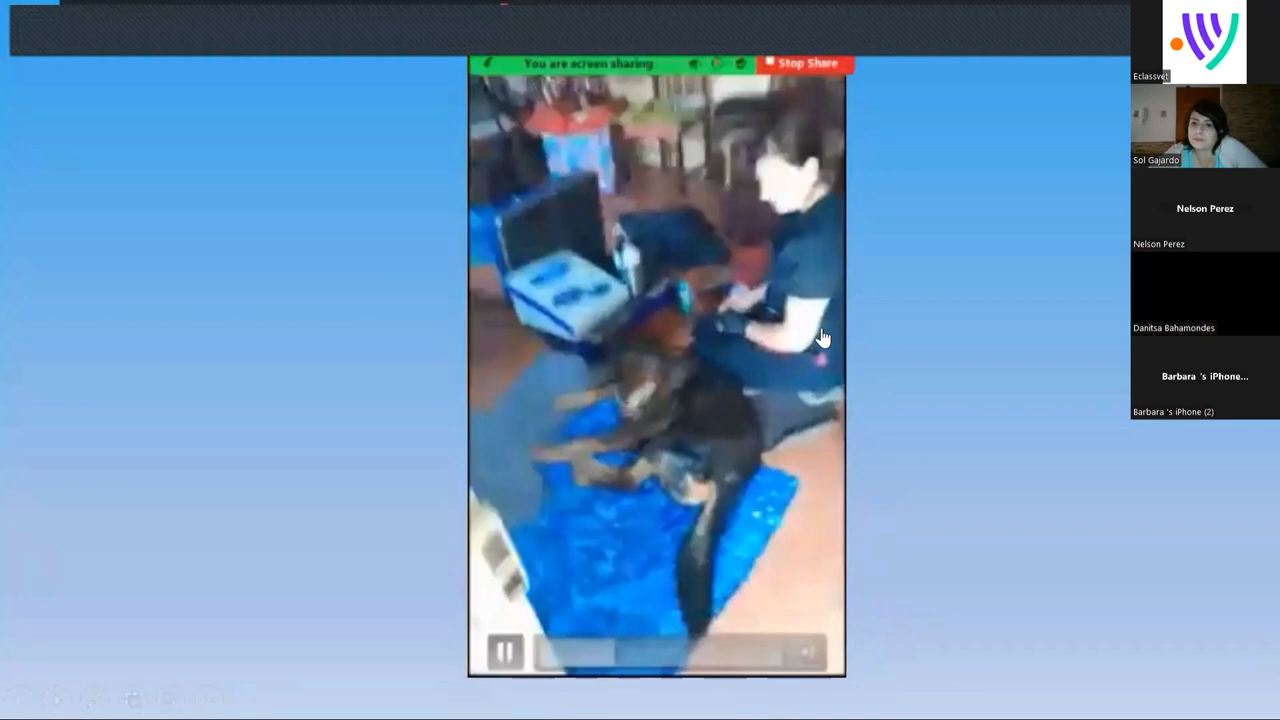 You are screen sharing
Stop Share
Eclassvet
Sol Gajardo
Nelson Perez
Nelson Perez
Danitsa Bahamondes
Barbara 's iPhone...
Barbara 's iPhone (2)